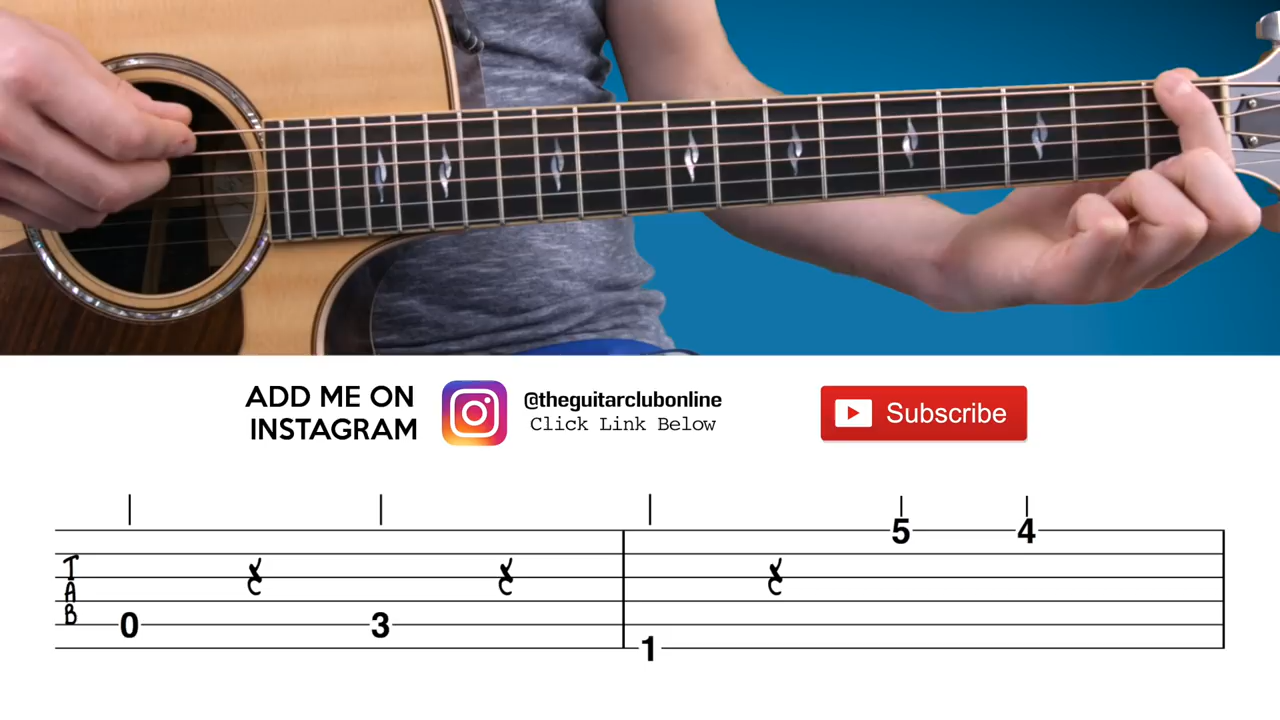 ADD ME ON
INSTAGRAM
@theguitarclubonline
Click Link Below
Subscribe
5 4
T
A
B
0 3
1